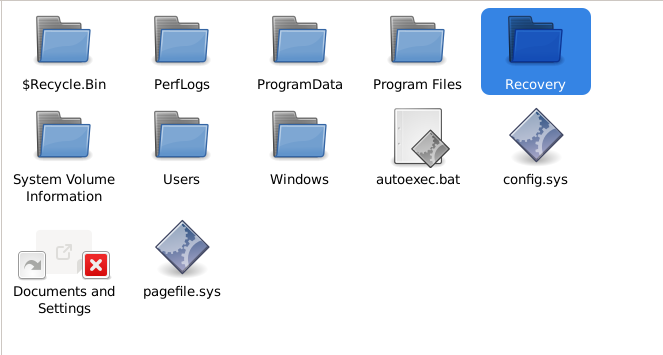 $Recycle.Bin
PerfLogs
ProgramData
Program Files
Recovery
System Volume
Information
Users
Windows
autoexec.bat
config.sys
Documents and
Settings
pagefile.sys